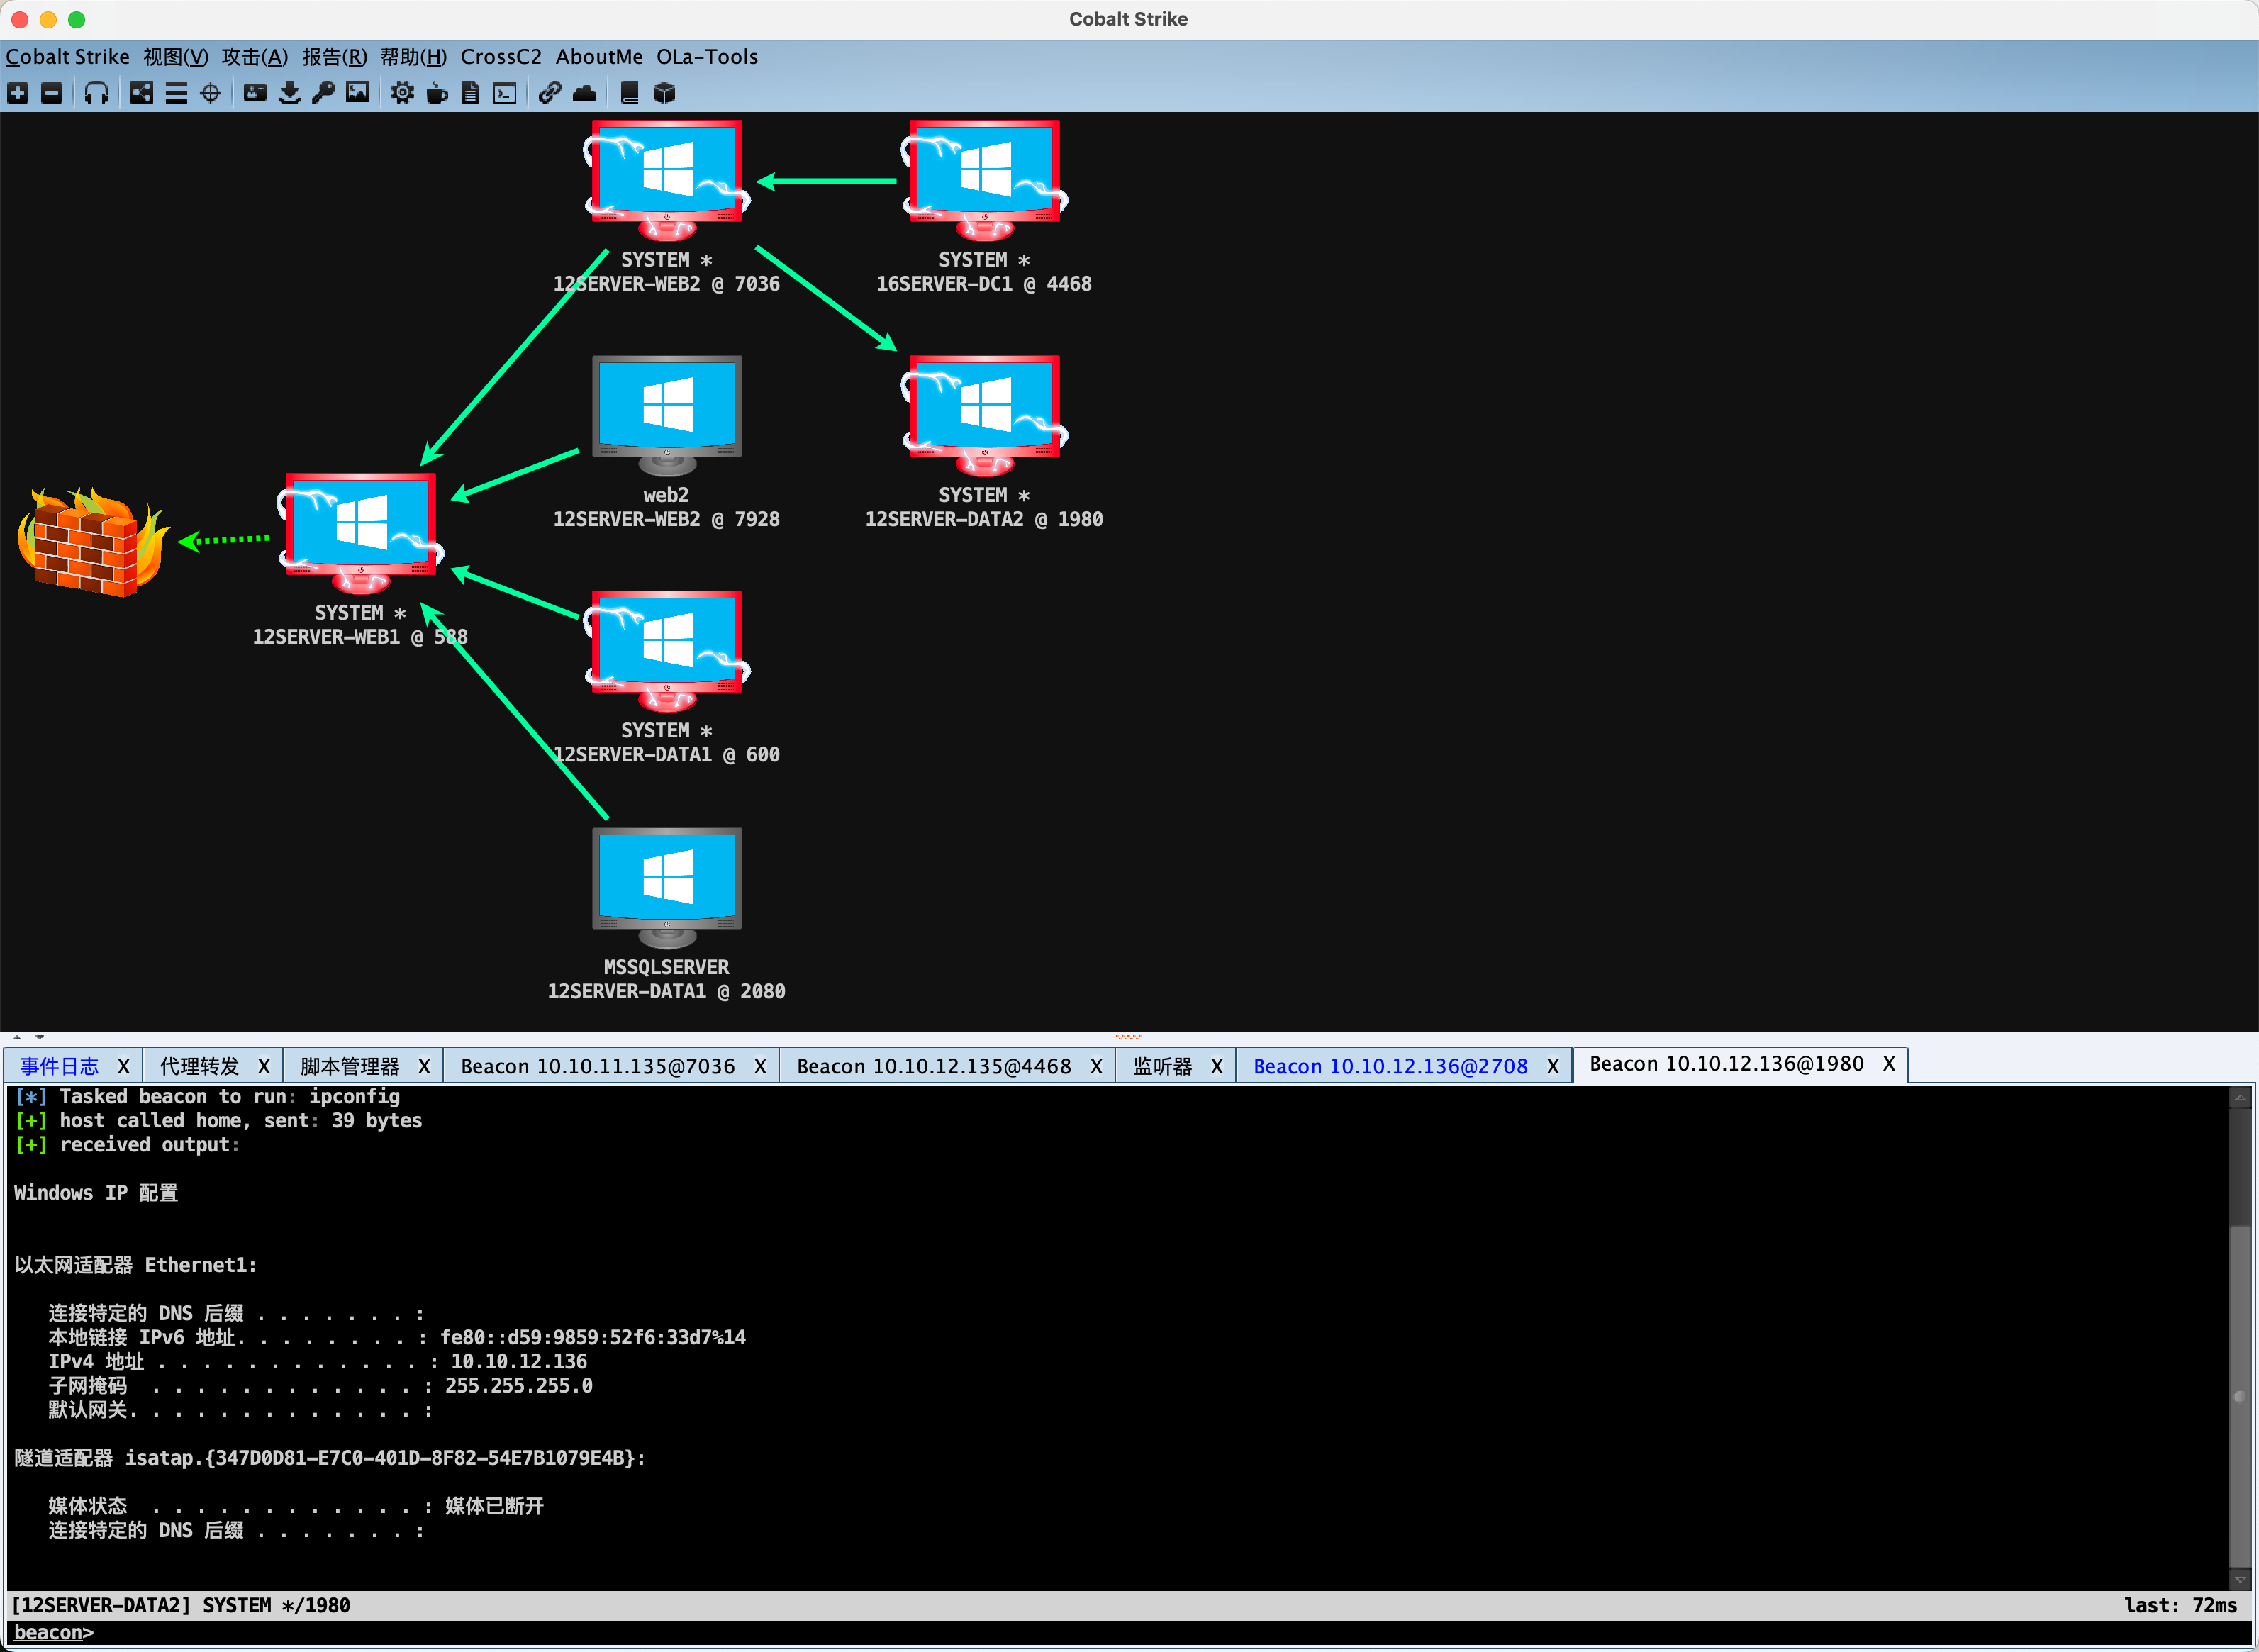 Cobalt Strike
Cobalt Strike 视图(V) 攻击(A) 报告(R) 帮助(H) CrossC2 AboutMe OLa-Tools
SYSTEM *
12SERVER-WEB2 @ 7036
SYSTEM *
16SERVER-DC1 @ 4468
web2
12SERVER-WEB2 @ 7928
SYSTEM *
12SERVER-DATA2 @ 1980
SYSTEM *
12SERVER-WEB1 @ 588
SYSTEM *
12SERVER-DATA1 @ 600
MSSQLSERVER
12SERVER-DATA1 @ 2080
事件日志 X 代理转发 X 脚本管理器 X Beacon 10.10.11.135@7036 X Beacon 10.10.12.135@4468 X 监听器 X Beacon 10.10.12.136@2708 X Beacon 10.10.12.136@1980 X
[*] Tasked beacon to run: ipconfig
[+] host called home, sent: 39 bytes
[+] received output:
Windows IP 配置
以太网适配器 Ethernet1:
连接特定的 DNS 后缀 . . . . . . . :
本地链接 IPv6 地址. . . . . . . . : fe80::d59:9859:52f6:33d7%14
IPv4 地址 . . . . . . . . . . . . : 10.10.12.136
子网掩码  . . . . . . . . . . . . : 255.255.255.0
默认网关. . . . . . . . . . . . . :
隧道适配器 isatap.{347D0D81-E7C0-401D-8F82-54E7B1079E4B}:
媒体状态  . . . . . . . . . . . . : 媒体已断开
连接特定的 DNS 后缀 . . . . . . . :
[12SERVER-DATA2] SYSTEM */1980 last: 72ms
beacon>